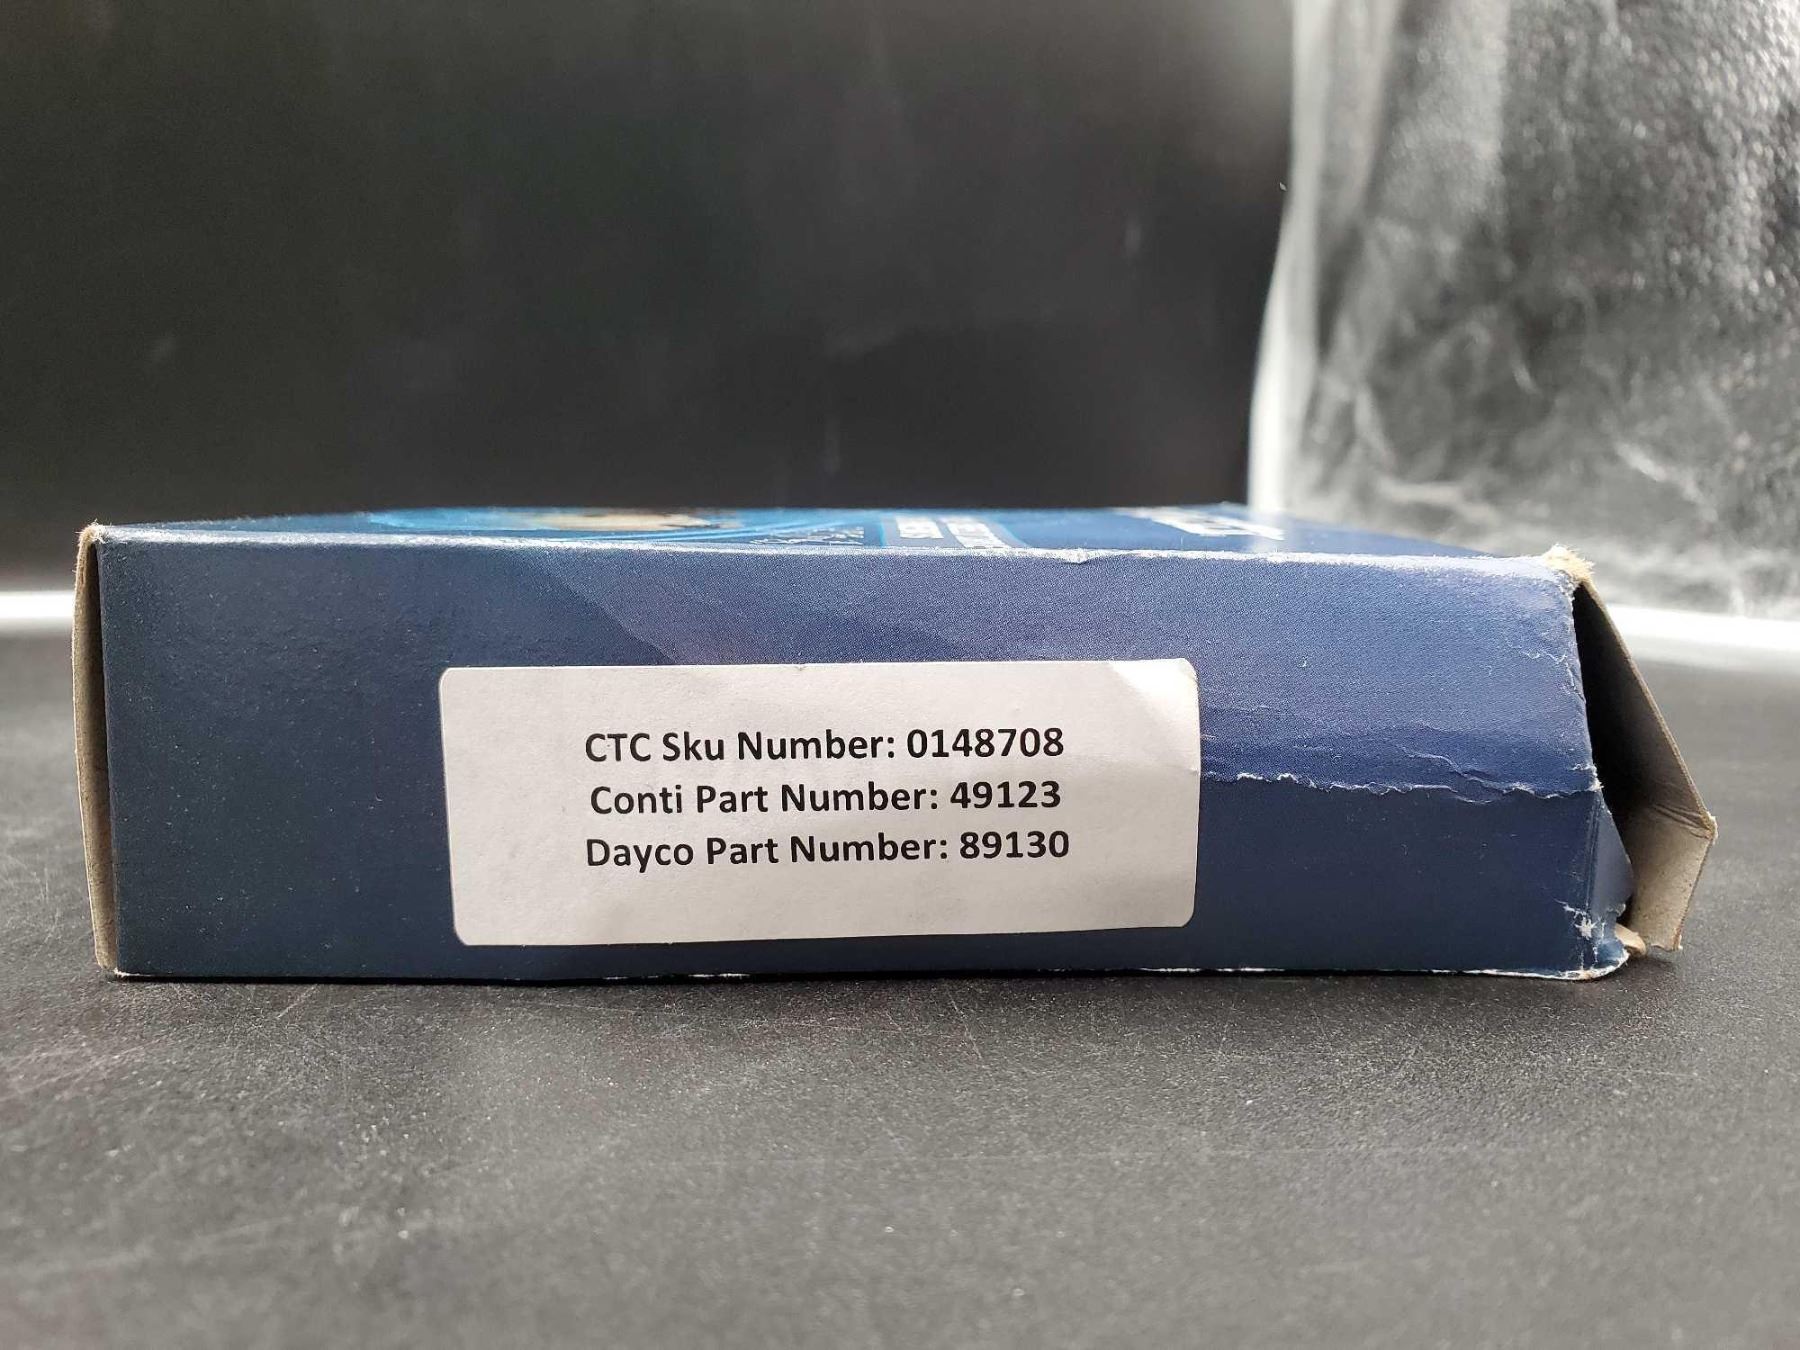 CTC Sku Number: 0148708
Conti Part Number: 49123
Dayco Part Number: 89130